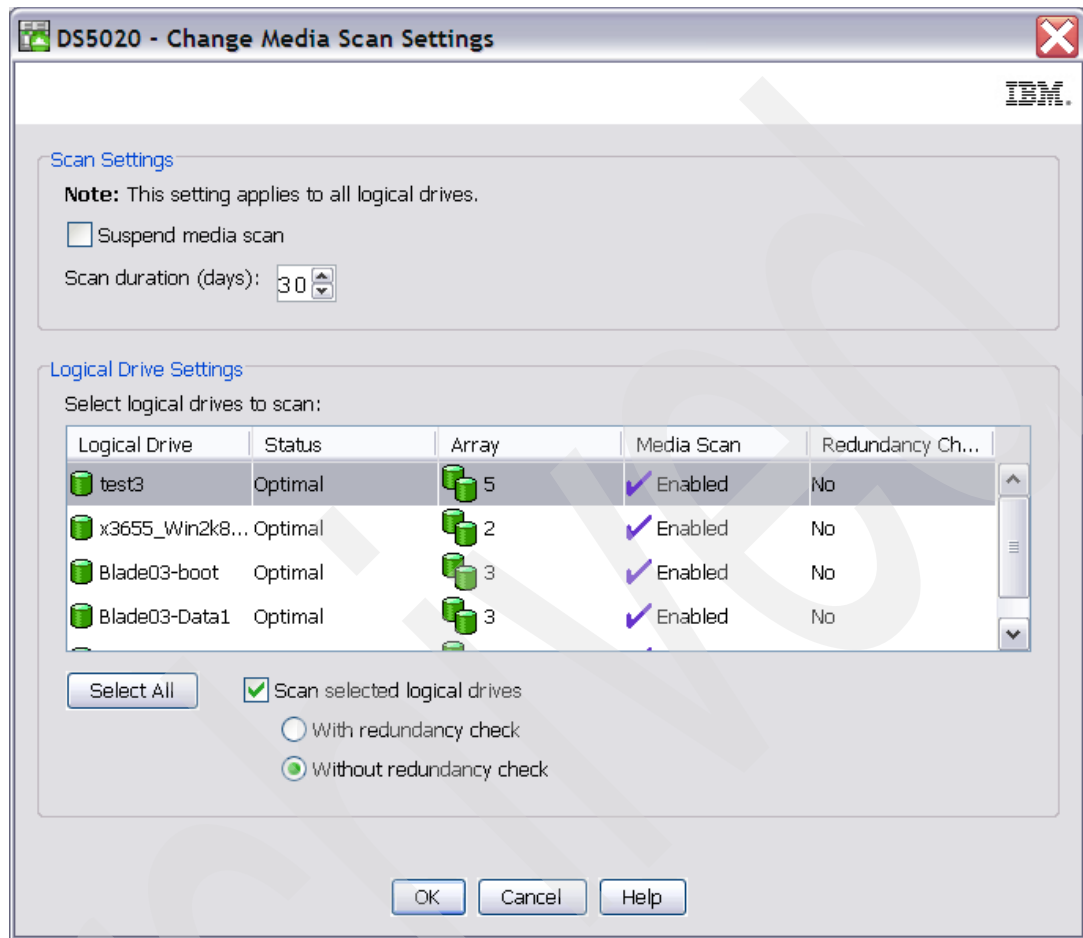 DS5020 - Change Media Scan Settings
IBM.
Scan Settings
Note: This setting applies to all logical drives.
Suspend media scan
Scan duration (days): 30
Logical Drive Settings
Select logical drives to scan:
Logical Drive Status Array Media Scan Redundancy Ch...
test3 Optimal 5 Enabled No
x3655_Win2k8... Optimal 2 Enabled No
Blade03-boot Optimal 3 Enabled No
Blade03-Data1 Optimal 3 Enabled No
Select All Scan selected logical drives
With redundancy check
Without redundancy check
OK Cancel Help